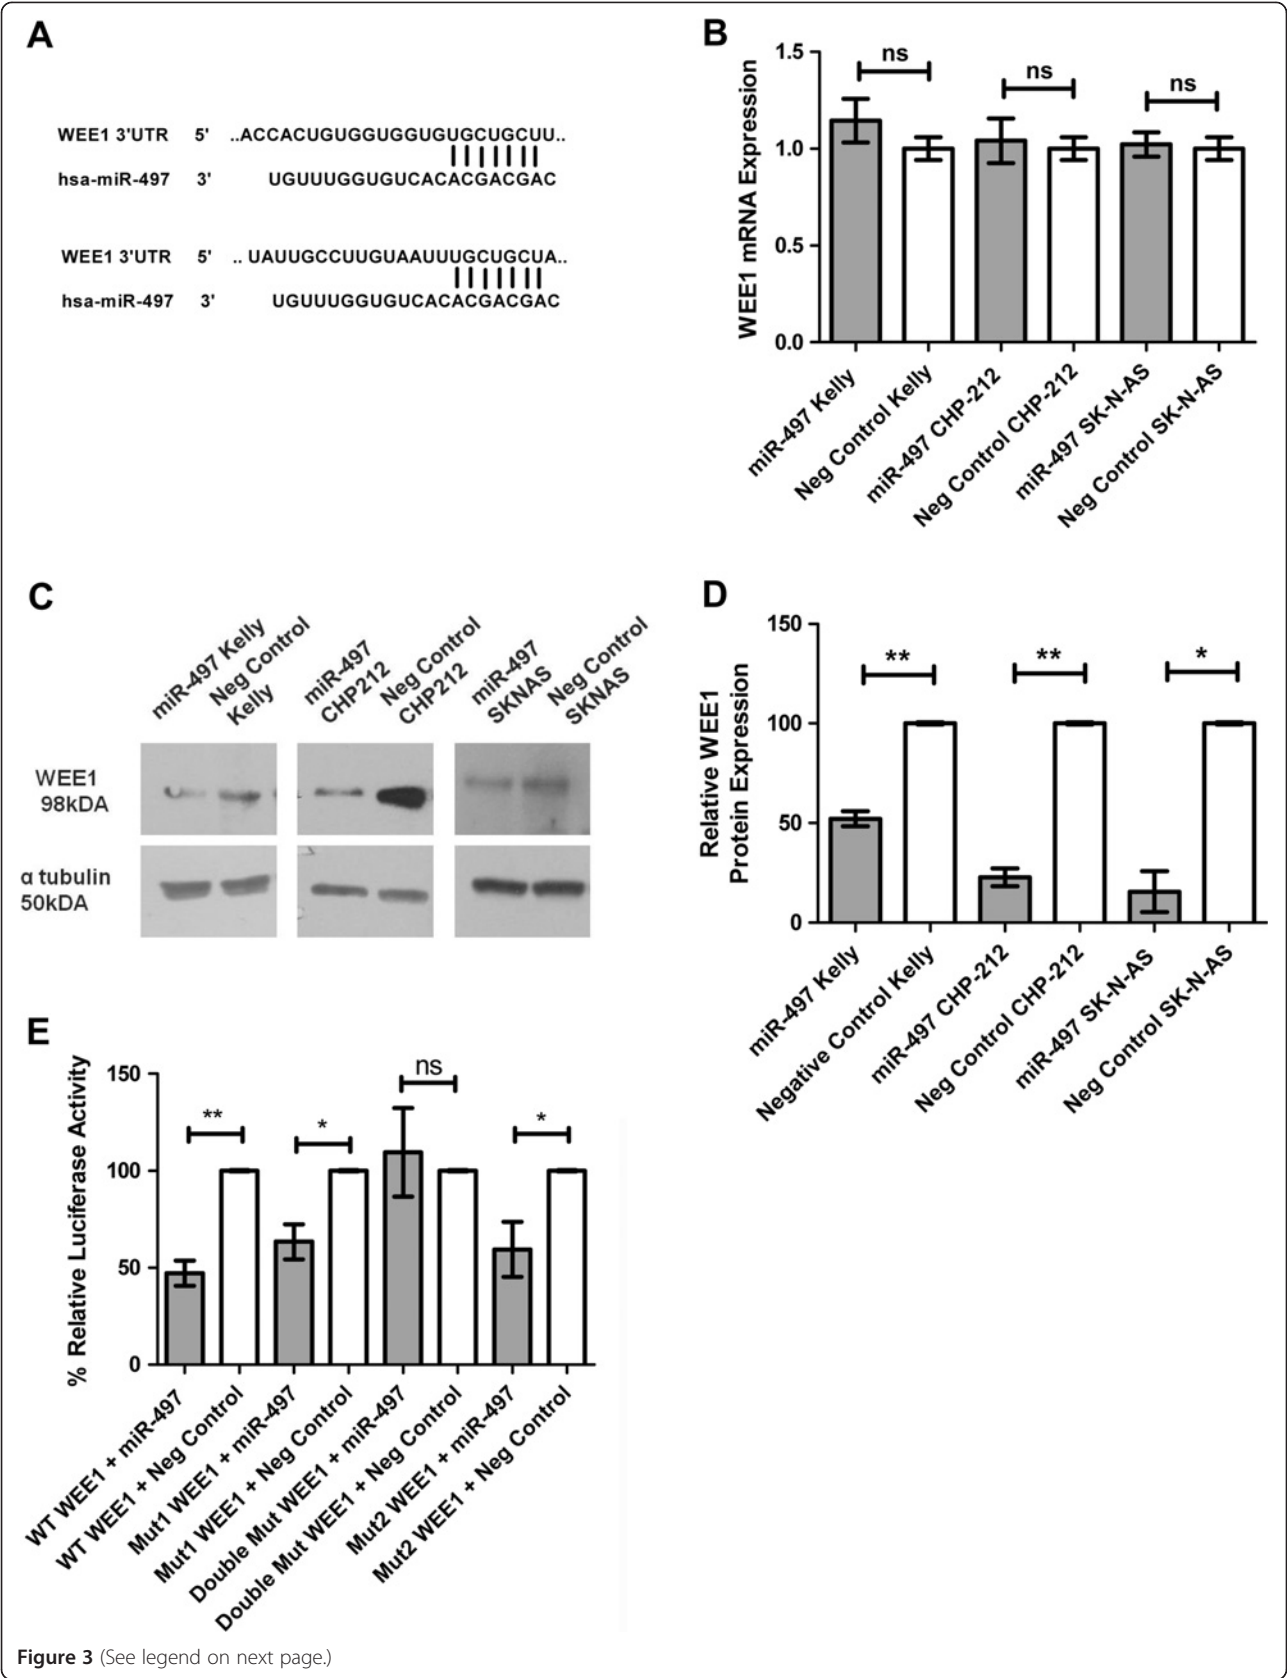 A
WEE1 3'UTR 5' ..ACCACUGUGGUGGUGUGCUGCUU..
hsa-miR-497 3' UGUUUGGUGUCACACGACGAC
WEE1 3'UTR 5' .. UAUUGCCUUGUAAUUUGCUGCUA..
hsa-miR-497 3' UGUUUGGUGUCACACGACGAC
B
WEE1 mRNA Expression
1.5
1.0
0.5
0.0
ns
ns
ns
miR-497 Kelly
Neg Control Kelly
miR-497 CHP-212
Neg Control CHP-212
miR-497 SK-N-AS
Neg Control SK-N-AS
C
miR-497 Kelly
Neg Control
Kelly
miR-497
CHP212
Neg Control
CHP212
miR-497
SKNAS
Neg Control
SKNAS
WEE1
98kDA
α tubulin
50kDA
D
Relative WEE1
Protein Expression
150
100
50
0
**
**
*
miR-497 Kelly
Negative Control Kelly
miR-497 CHP-212
Neg Control CHP-212
miR-497 SK-N-AS
Neg Control SK-N-AS
E
% Relative Luciferase Activity
150
100
50
0
**
*
ns
*
WT WEE1 + miR-497
WT WEE1 + Neg Control
Mut1 WEE1 + miR-497
Mut1 WEE1 + Neg Control
Double Mut WEE1 + miR-497
Double Mut WEE1 + Neg Control
Mut2 WEE1 + miR-497
Mut2 WEE1 + Neg Control
Figure 3 (See legend on next page.)